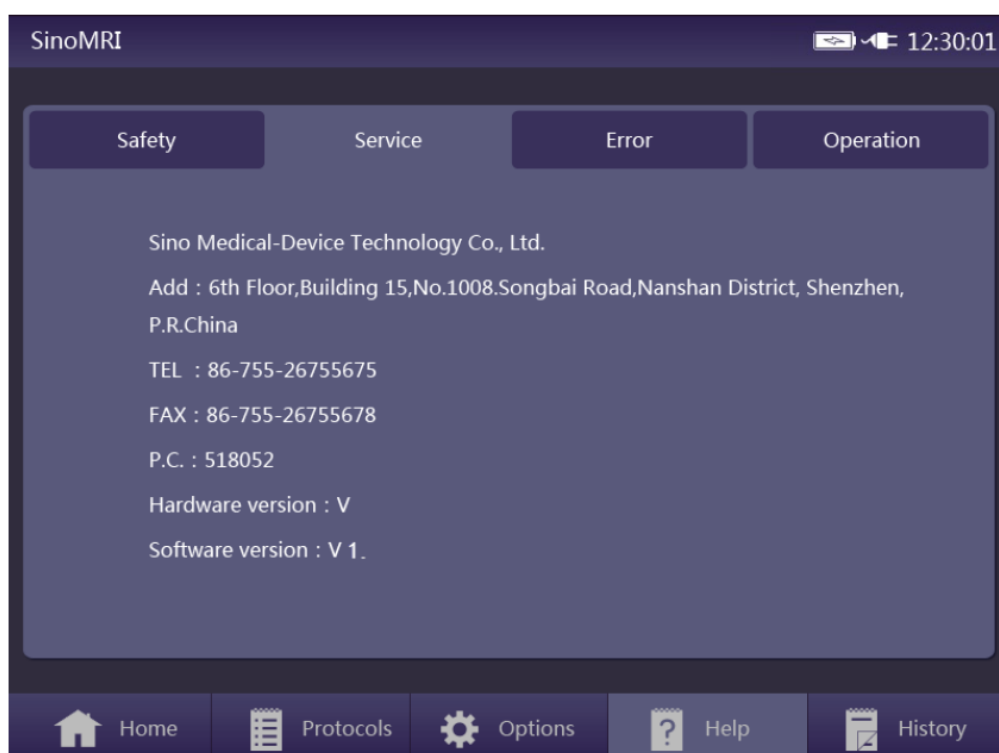 SinoMRI 12:30:01
Safety Service Error Operation
Sino Medical-Device Technology Co., Ltd.
Add : 6th Floor,Building 15,No.1008.Songbai Road,Nanshan District, Shenzhen,
P.R.China
TEL : 86-755-26755675
FAX : 86-755-26755678
P.C. : 518052
Hardware version : V
Software version : V 1.
Home Protocols Options ? Help History